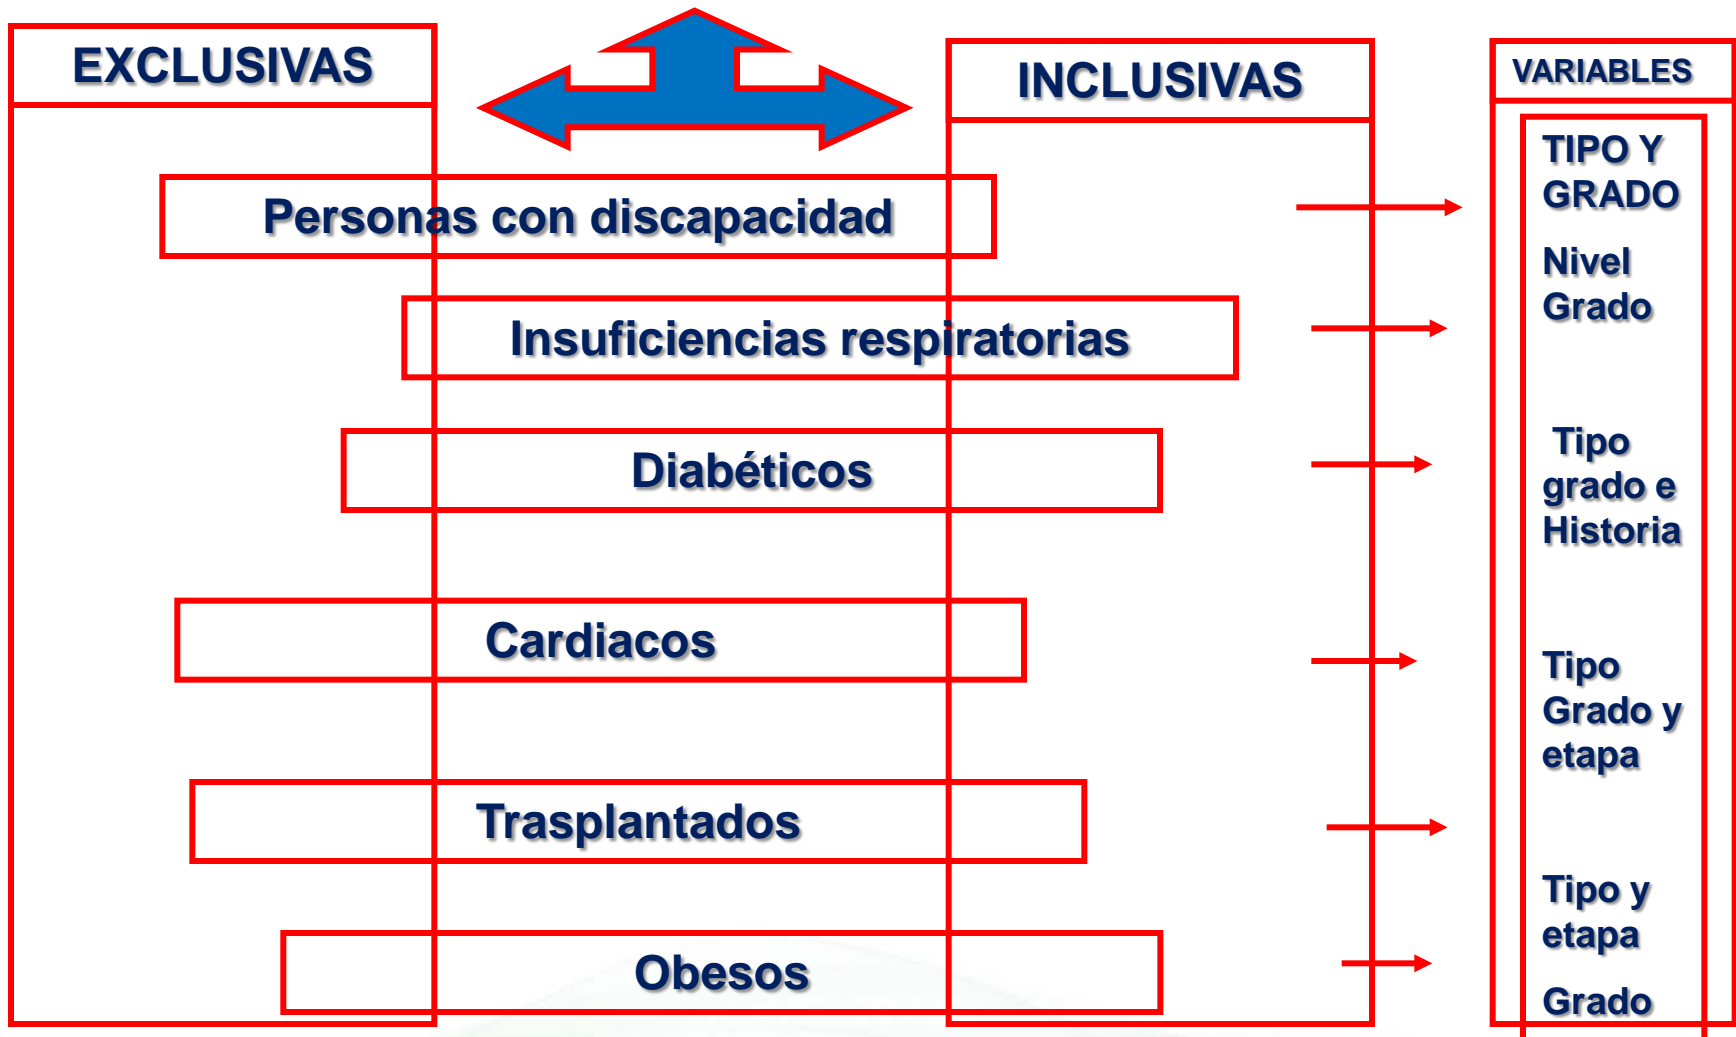 EXCLUSIVAS
INCLUSIVAS
VARIABLES
Personas con discapacidad
Insuficiencias respiratorias
Diabéticos
Cardiacos
Trasplantados
Obesos
TIPO Y
GRADO
Nivel
Grado
Tipo
grado e
Historia
Tipo
Grado y
etapa
Tipo y
etapa
Grado